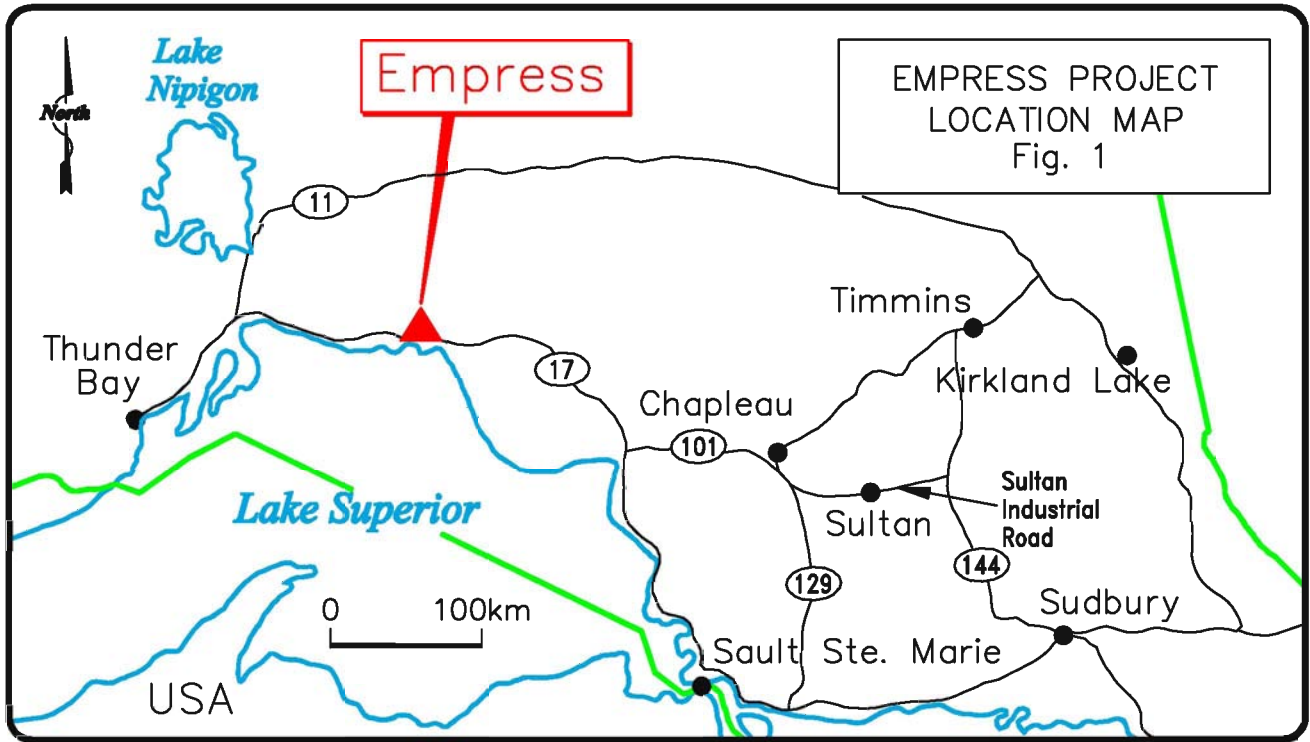 Lake
Nipigon
North
Empress
EMPRESS PROJECT
LOCATION MAP
Fig. 1
11
Timmins
Thunder
Bay
17
Kirkland Lake
Chapleau
101
Lake Superior
Sultan
Sultan
Industrial
Road
129
144
0 100km
Sudbury
Sault Ste. Marie
USA